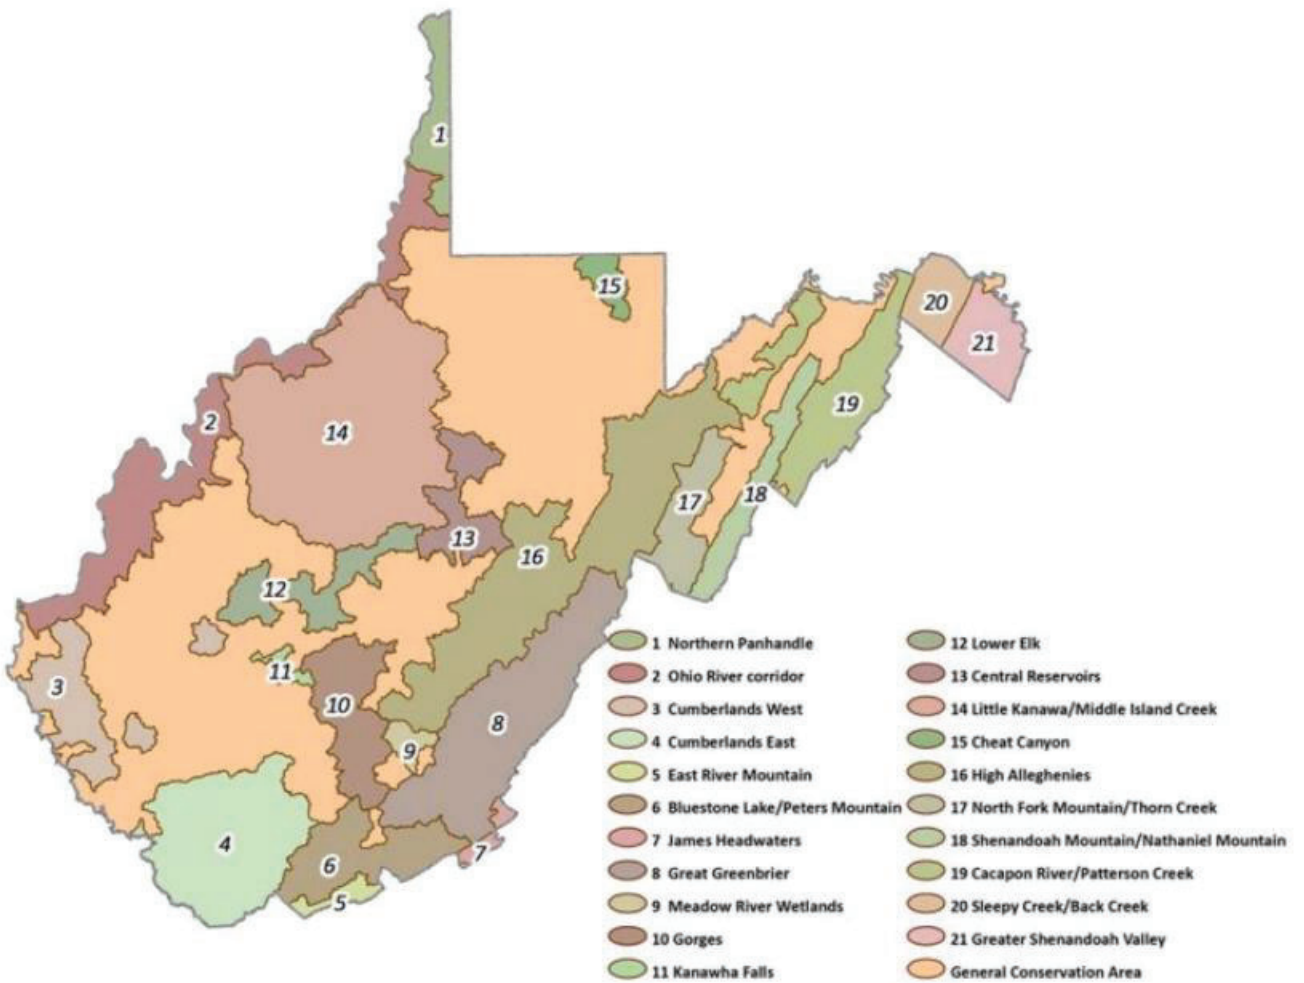 1
15
20
21
2
14
19
17
18
13
16
12
3
11
10
8
9
4
6
7
5
1 Northern Panhandle
2 Ohio River corridor
3 Cumberlands West
4 Cumberlands East
5 East River Mountain
6 Bluestone Lake/Peters Mountain
7 James Headwaters
8 Great Greenbrier
9 Meadow River Wetlands
10 Gorges
11 Kanawha Falls
12 Lower Elk
13 Central Reservoirs
14 Little Kanawa/Middle Island Creek
15 Cheat Canyon
16 High Alleghenies
17 North Fork Mountain/Thorn Creek
18 Shenandoah Mountain/Nathaniel Mountain
19 Cacapon River/Patterson Creek
20 Sleepy Creek/Back Creek
21 Greater Shenandoah Valley
General Conservation Area